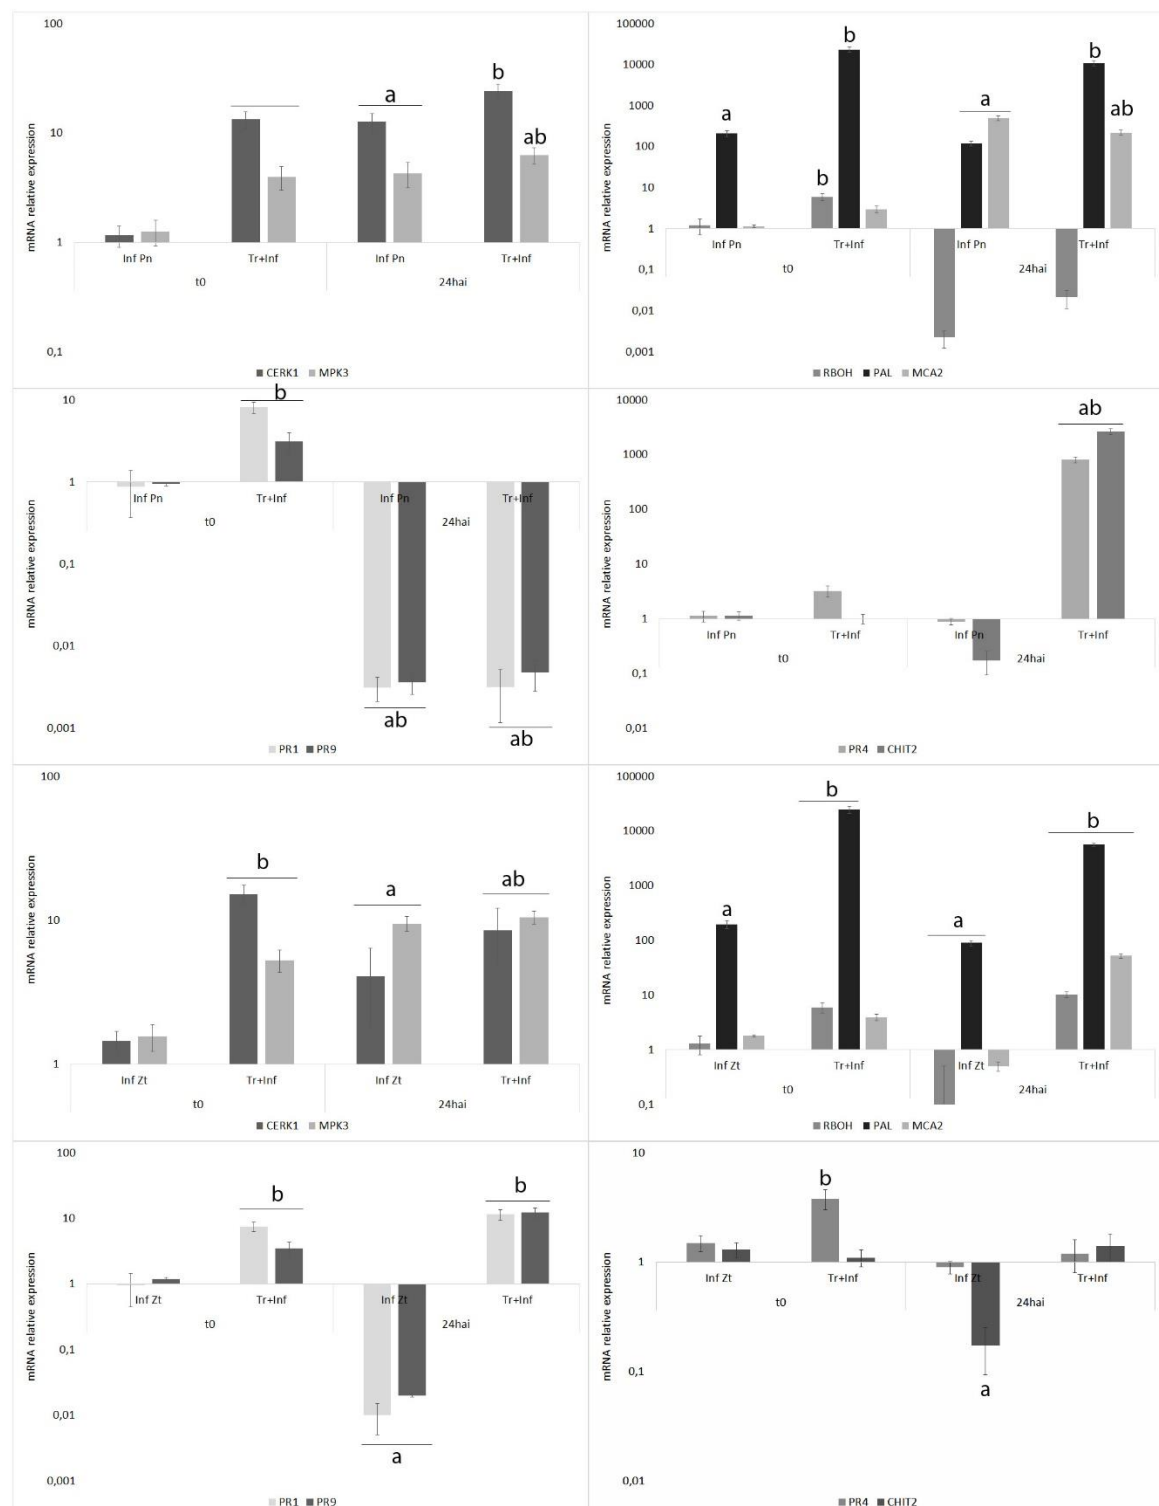 100
10
1
0,1
mRNA relative expression
a
b
ab
Inf Pn
Tr+Inf
Inf Pn
Tr+Inf
t0
24hai
CERK1
MPK3
100000
10000
1000
100
10
1
0,1
0,01
0,001
mRNA relative expression
a
b
b
a
b
ab
Inf Pn
Tr+Inf
Inf Pn
Tr+Inf
t0
24hai
RBOH
PAL
MCA2
10
1
0,1
0,01
0,001
mRNA relative expression
b
Inf Pn
Tr+Inf
Inf Pn
Tr+Inf
t0
24hai
ab
ab
PR1
PR9
10000
1000
100
10
1
0,1
0,01
mRNA relative expression
ab
Inf Pn
Tr+Inf
Inf Pn
Tr+Inf
t0
24hai
PR4
CHIT2
100
10
1
mRNA relative expression
b
a
ab
Inf Zt
Tr+Inf
Inf Zt
Tr+Inf
t0
24hai
CERK1
MPK3
100000
10000
1000
100
10
1
0,1
mRNA relative expression
a
b
a
b
Inf Zt
Tr+Inf
Inf Zt
Tr+Inf
t0
24hai
RBOH
PAL
MCA2
100
10
1
0,1
0,01
0,001
mRNA relative expression
b
b
Inf Zt
Tr+Inf
Inf Zt
Tr+Inf
t0
24hai
a
PR1
PR9
10
1
0,1
0,01
mRNA relative expression
b
Inf Zt
Tr+Inf
Inf Zt
Tr+Inf
t0
24hai
a
PR4
CHIT2